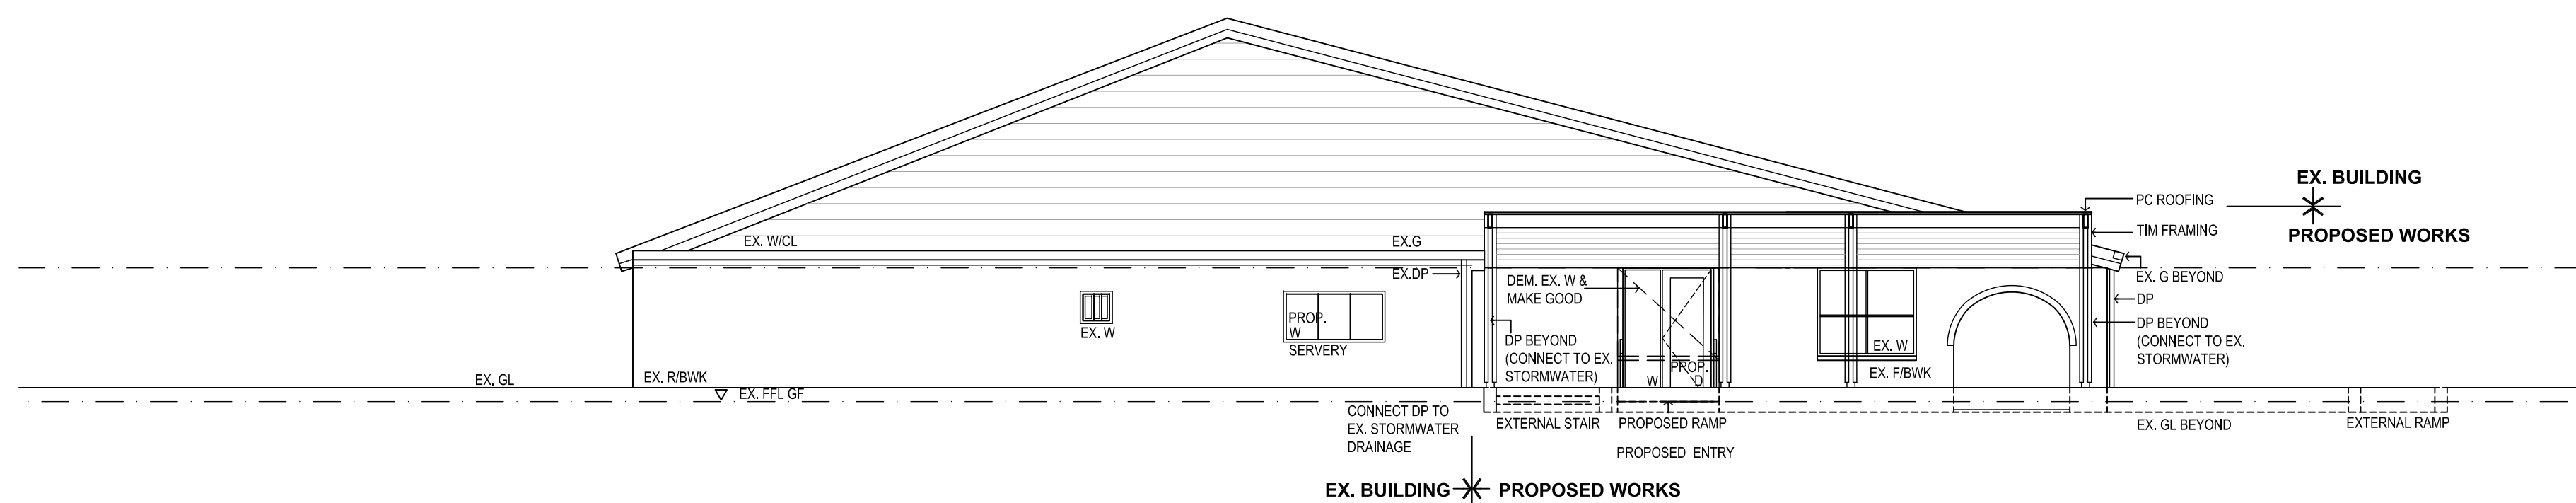 EX. BUILDING
PC ROOFING
TIM FRAMING
PROPOSED WORKS
EX. W/CL
EX.G
EX.DP
DEM. EX. W &
MAKE GOOD
EX. G BEYOND
DP
DP BEYOND
(CONNECT TO EX.
STORMWATER)
EX. W
PROP.
W
SERVERY
DP BEYOND
(CONNECT TO EX.
STORMWATER)
EX. W
PROP.
W
D
EX. F/BWK
EX. GL
EX. R/BWK
EX. FFL GF
CONNECT DP TO
EX. STORMWATER
DRAINAGE
EXTERNAL STAIR
PROPOSED RAMP
PROPOSED ENTRY
EX. GL BEYOND
EXTERNAL RAMP
EX. BUILDING
PROPOSED WORKS